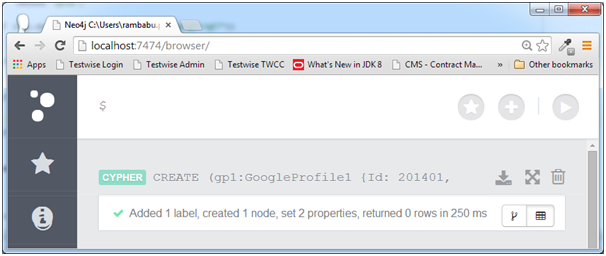 Neo4j C:\Users\rambabu.p
localhost:7474/browser/
Apps Testwise Login Testwise Admin Testwise TWCC What's New in JDK 8 CMS - Contract Ma... Other bookmarks
$
CYPHER CREATE (gp1:GoogleProfile1 {Id: 201401,
Added 1 label, created 1 node, set 2 properties, returned 0 rows in 250 ms